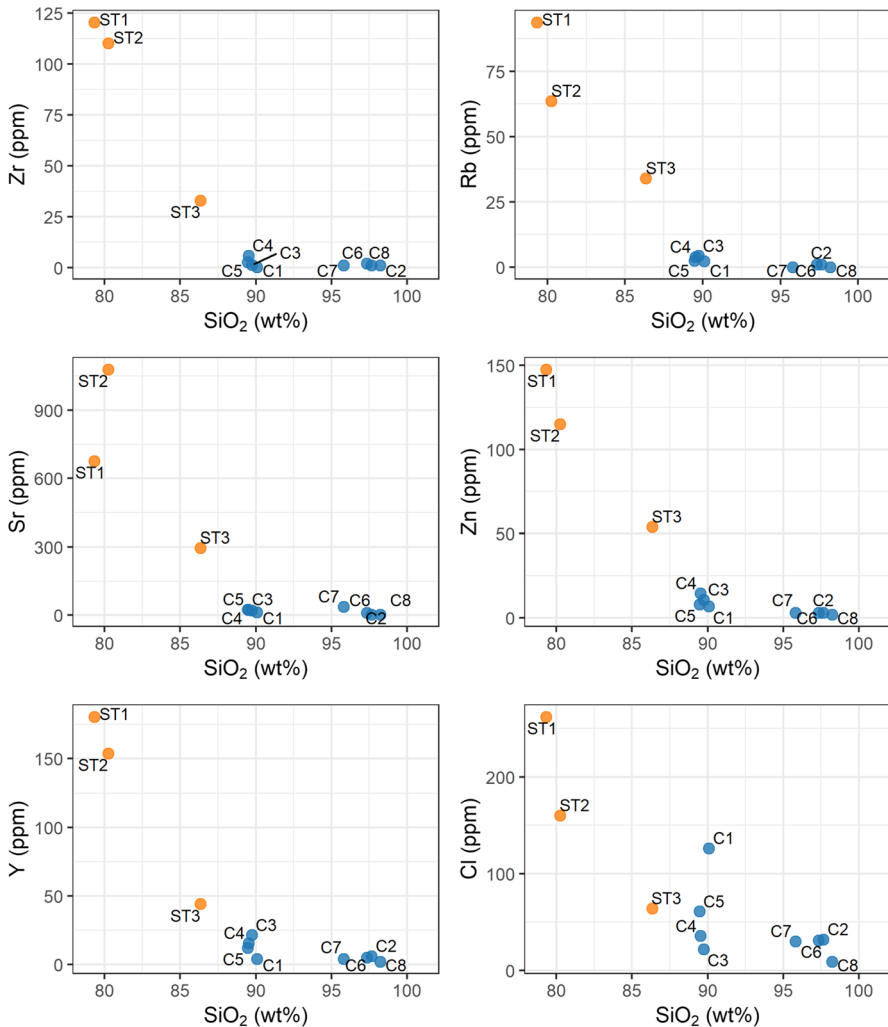 125
100
75
50
25
0
Zr (ppm)
ST1
ST2
ST3
C4
C3
C5
C1
C6
C8
C7
C2
80
85
90
95
100
SiO₂ (wt%)
75
50
25
0
Rb (ppm)
ST1
ST2
ST3
C4
C3
C5
C1
C2
C7
C6
C8
80
85
90
95
100
SiO₂ (wt%)
900
600
300
0
Sr (ppm)
ST2
ST1
ST3
C5
C3
C4
C1
C7
C6
C8
C2
80
85
90
95
100
SiO₂ (wt%)
150
100
50
0
Zn (ppm)
ST1
ST2
ST3
C4
C3
C5
C1
C7
C2
C6
C8
80
85
90
95
100
SiO₂ (wt%)
150
100
50
0
Y (ppm)
ST1
ST2
ST3
C4
C3
C5
C1
C7
C2
C6
C8
80
85
90
95
100
SiO₂ (wt%)
200
100
0
Cl (ppm)
ST1
ST2
C1
ST3
C5
C4
C3
C7
C2
C6
C8
80
85
90
95
100
SiO₂ (wt%)